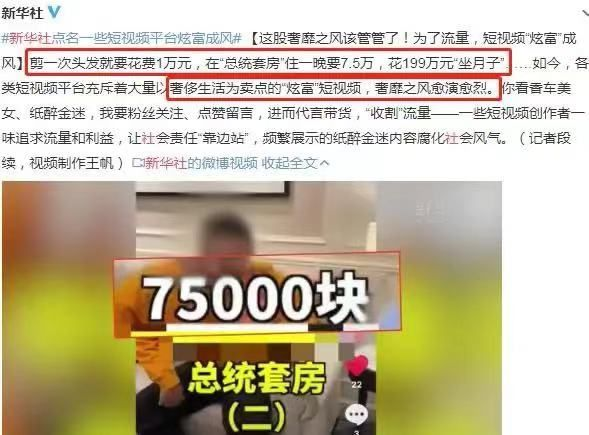 新华社
#新华社点名一些短视频平台炫富成风# 【这股奢靡之风该管管了！为了流量，短视频“炫富”成
风】剪一次头发就要花费1万元，在“总统套房”住一晚要7.5万，花199万元“坐月子”……如今，各
类短视频平台充斥着大量以奢侈生活为卖点的“炫富”短视频，奢靡之风愈演愈烈。你看香车美
女、纸醉金迷，我要粉丝关注、点赞留言，进而代言带货，“收割”流量——一些短视频创作者一
味追求流量和利益，让社会责任“靠边站”，频繁展示的纸醉金迷内容腐化社会风气。（记者段
续，视频制作王帆）新华社的微博视频 收起全文
75000块
总统套房
（二）
22
3